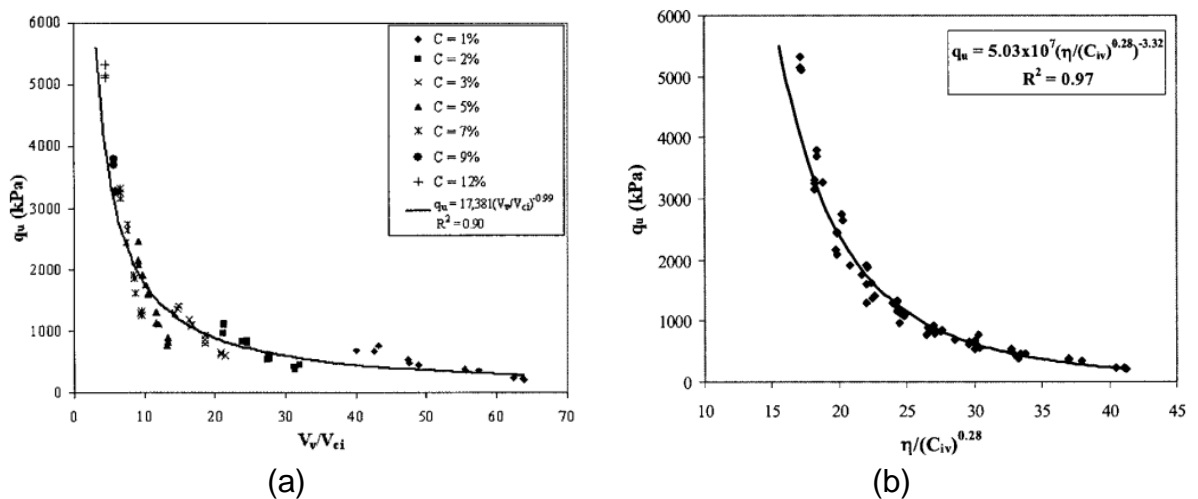 6000
5000
4000
3000
2000
1000
0
qu (kPa)
0 10 20 30 40 50 60 70
Vv/Vci
C = 1%
C = 2%
C = 3%
C = 5%
C = 7%
C = 9%
C = 12%
qu = 17,381(Vv/Vci)-0.99
R2 = 0.90
(a)
6000
5000
4000
3000
2000
1000
0
qu (kPa)
10 15 20 25 30 35 40 45
η/(Civ)0.28
qu = 5.03x107(η/(Civ)0.28)-3.32
R2 = 0.97
(b)